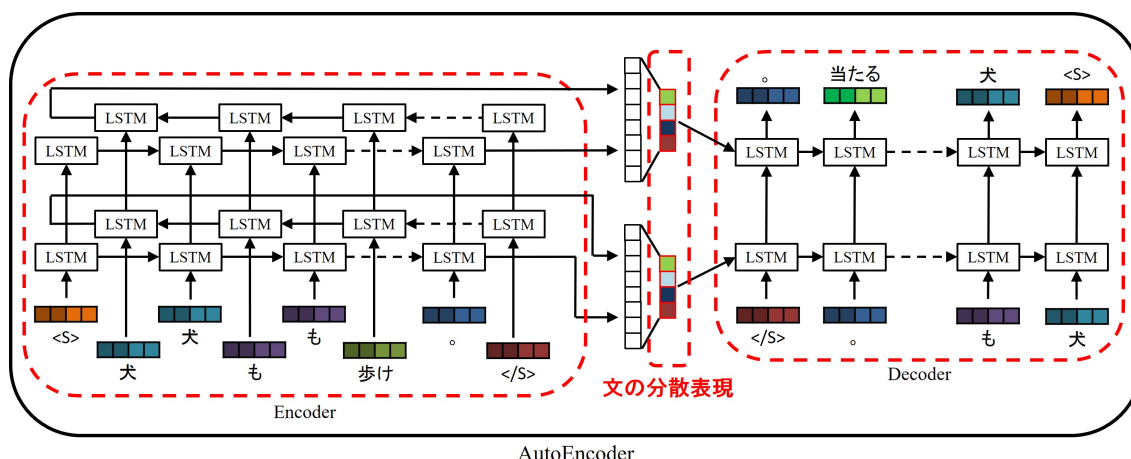 。 当たる 犬 <S>
LSTM LSTM LSTM LSTM
LSTM LSTM LSTM LSTM
LSTM LSTM LSTM LSTM
LSTM LSTM LSTM LSTM
LSTM LSTM LSTM LSTM
LSTM LSTM LSTM LSTM
<S> 犬 も 。
犬 も 歩け </S>
</S> 。 も 犬
文の分散表現
Encoder
Decoder
AutoEncoder